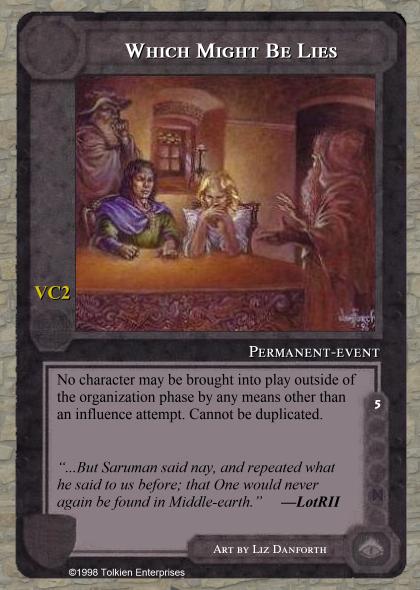 Which Might Be Lies
VC2
Permanent-event
No character may be brought into play outside of
the organization phase by any means other than
an influence attempt. Cannot be duplicated.
5
“...But Saruman said nay, and repeated what
he said to us before; that One would never
again be found in Middle-earth.” —LotRII
Art by Liz Danforth
©1998 Tolkien Enterprises